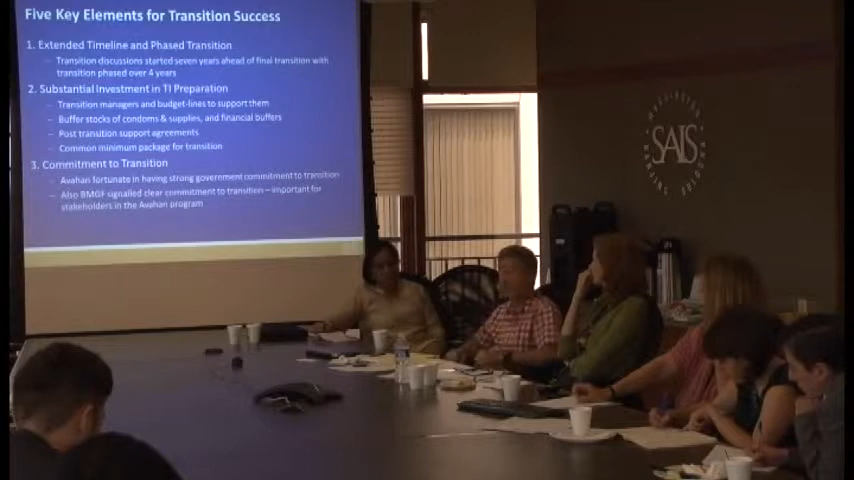 Five Key Elements for Transition Success
1. Extended Timeline and Phased Transition
– Transition discussions started seven years ahead of final transition with
transition phased over 4 years
2. Substantial Investment in TI Preparation
– Transition managers and budget-lines to support them
– Buffer stocks of condoms & supplies, and financial buffers
– Post transition support agreements
– Common minimum package for transition
3. Commitment to Transition
– Avahan fortunate in having strong government commitment to transition
– Also BMGF signalled clear commitment to transition – important for
stakeholders in the Avahan program
WASHINGTON
SAIS
NANJING BOLOGNA